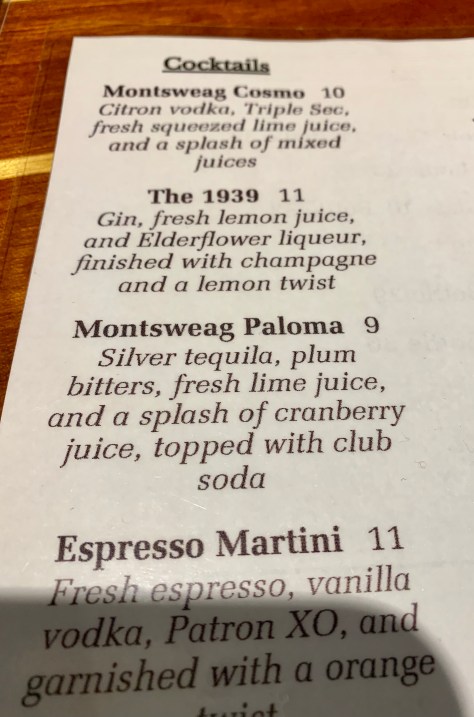 Cocktails
Montsweag Cosmo 10
Citron vodka, Triple Sec,
fresh squeezed lime juice,
and a splash of mixed
juices
The 1939 11
Gin, fresh lemon juice,
and Elderflower liqueur,
finished with champagne
and a lemon twist
Montsweag Paloma 9
Silver tequila, plum
bitters, fresh lime juice,
and a splash of cranberry
juice, topped with club
soda
Espresso Martini 11
Fresh espresso, vanilla
vodka, Patron XO, and
garnished with a orange
twist